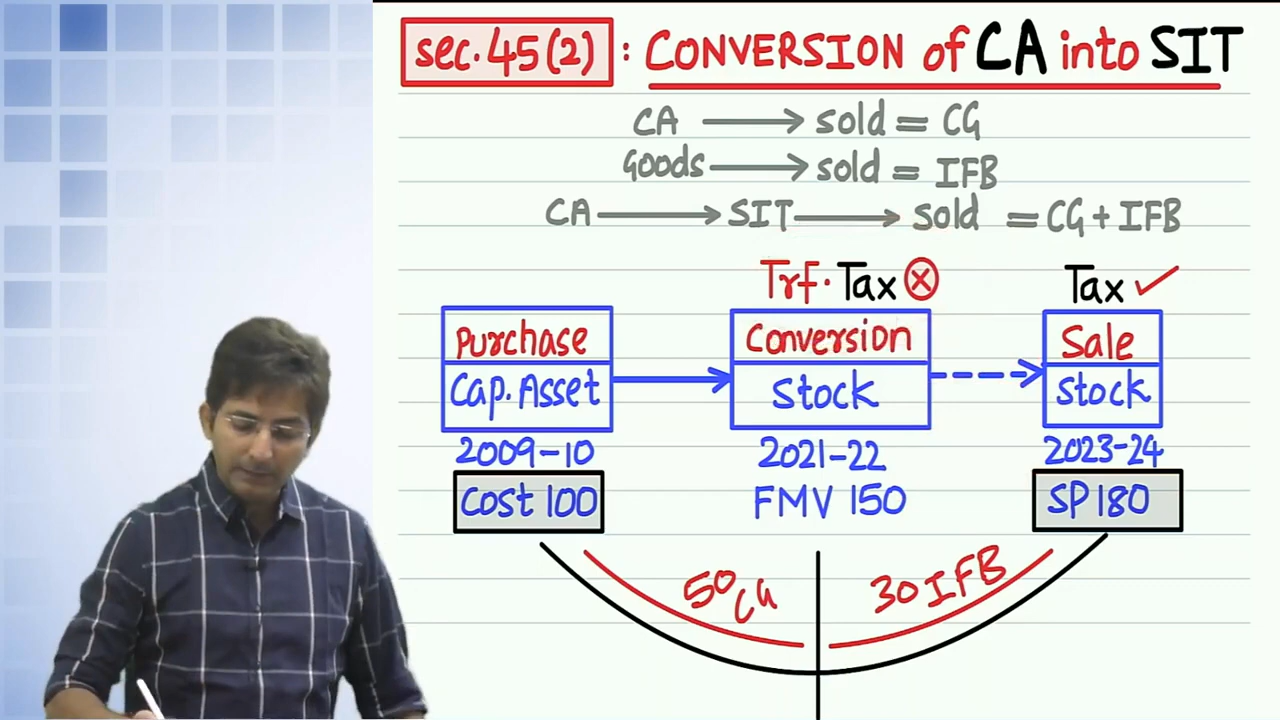 sec.45(2) : CONVERSION of CA into SIT
CA → sold = CG
Goods → sold = IFB
CA → SIT → sold = CG + IFB
Trf. Tax ⓧ
Tax ✓
Purchase
Cap. Asset
2009-10
Cost 100
Conversion
Stock
2021-22
FMV 150
Sale
Stock
2023-24
SP 180
50 CG
30 IFB